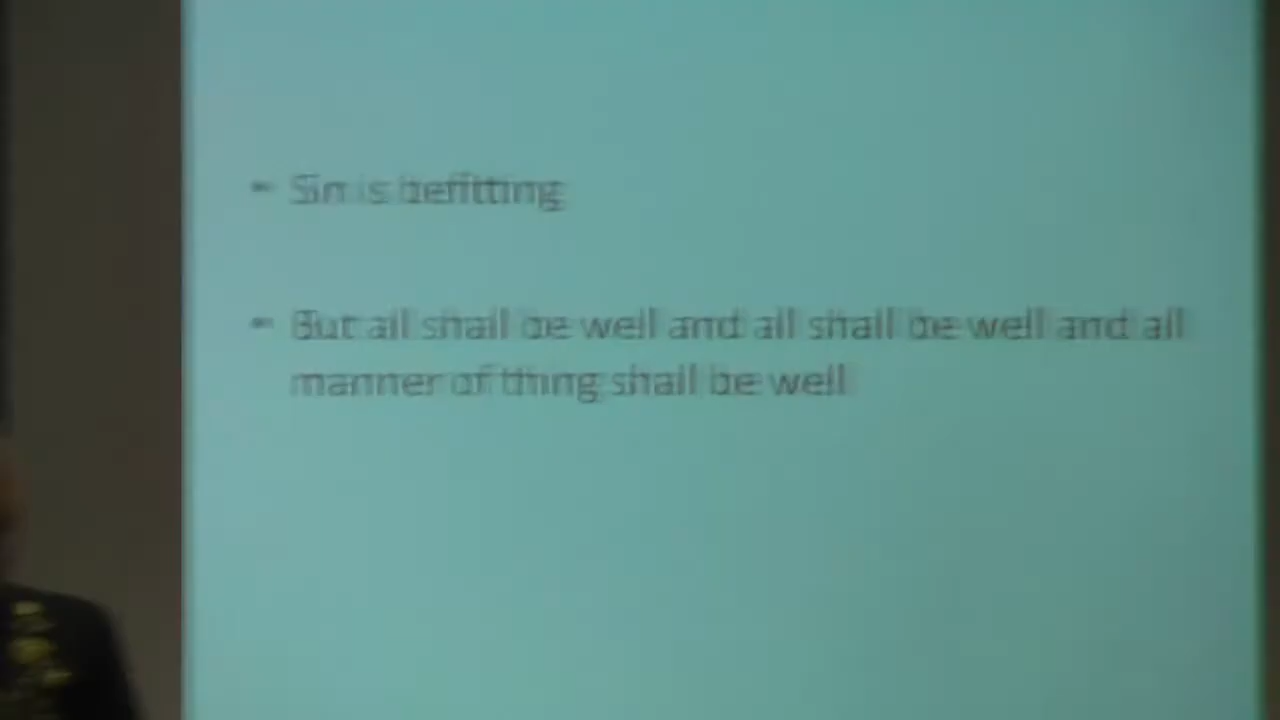 - Sin is befitting
- But all shall be well and all shall be well and all
manner of thing shall be well